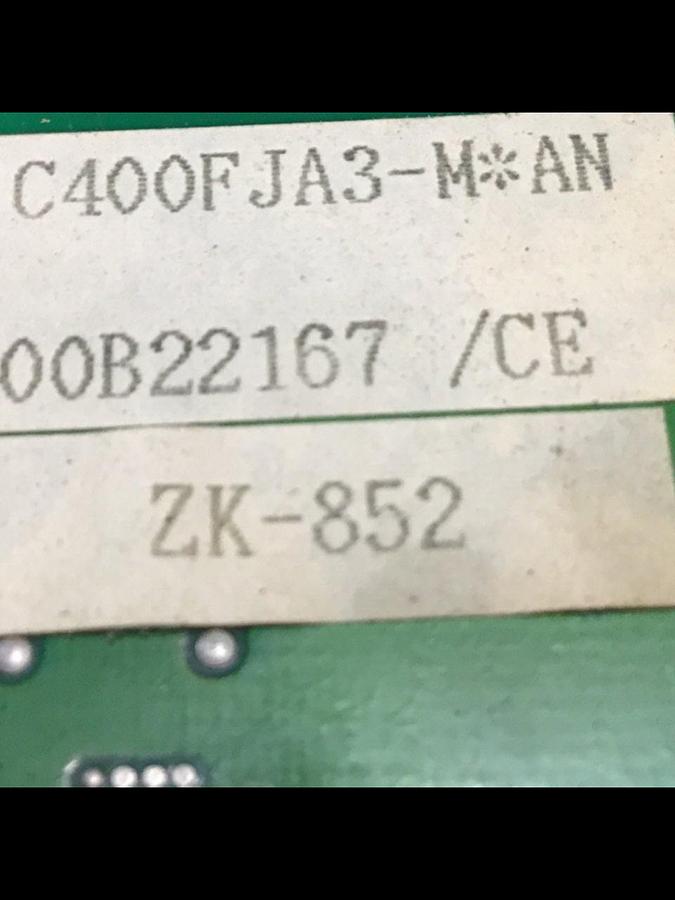 C400FJA3-M*AN
00B22167 /CE
ZK-852